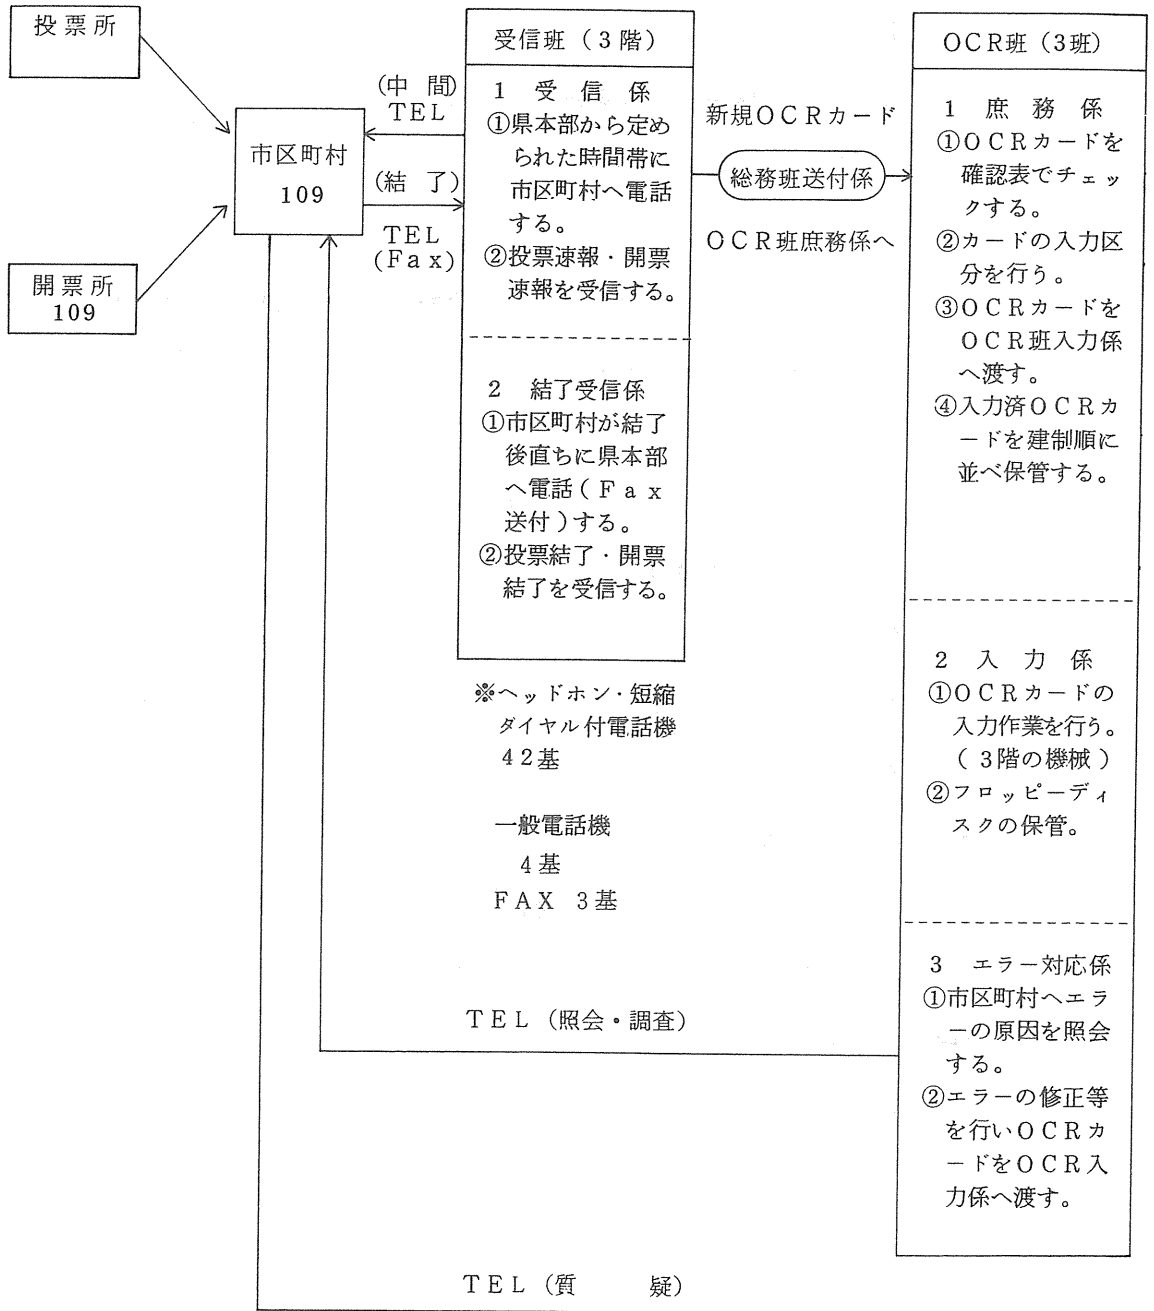 投票所
開票所
109
市区町村
109
(中間)
TEL
(結了)
TEL
(Fax)
受信班(3階)
1 受信係
①県本部から定め
られた時間帯に
市区町村へ電話
する。
②投票速報・開票
速報を受信する。
2 結了受信係
①市区町村が結了
後直ちに県本部
へ電話(Fax
送付)する。
②投票結了・開票
結了を受信する。
※ヘッドホン・短縮
ダイヤル付電話機
42基
一般電話機
4基
FAX 3基
新規OCRカード
総務班送付係
OCR班庶務係へ
OCR班(3班)
1 庶務係
①OCRカードを
確認表でチェッ
クする。
②カードの入力区
分を行う。
③OCRカードを
OCR班入力係
へ渡す。
④入力済OCRカ
ードを建制順に
並べ保管する。
2 入力係
①OCRカードの
入力作業を行う。
(3階の機械)
②フロッピーディ
スクの保管。
3 エラー対応係
①市区町村へエラ
ーの原因を照会
する。
②エラーの修正等
を行いOCRカ
ードをOCR入
力係へ渡す。
TEL(照会・調査)
TEL(質疑)